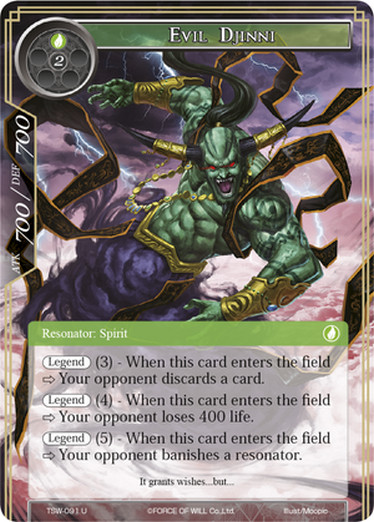 Evil Djinni
2
ATK 700 / DEF 700
Resonator: Spirit
Legend (3) - When this card enters the field
⇨ Your opponent discards a card.
Legend (4) - When this card enters the field
⇨ Your opponent loses 400 life.
Legend (5) - When this card enters the field
⇨ Your opponent banishes a resonator.
It grants wishes...but...
TSW-091 U ©FORCE OF WILL Co.,Ltd. Illust/Moopic